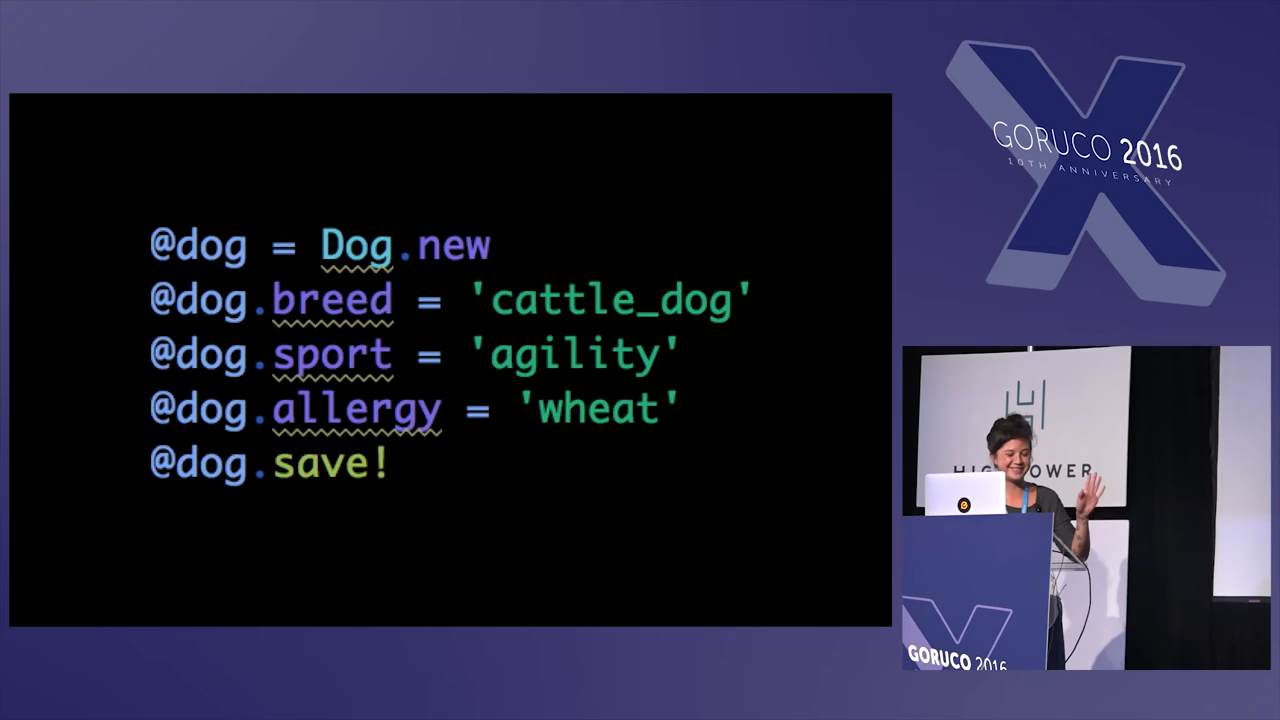 @dog = Dog.new
@dog.breed = 'cattle_dog'
@dog.sport = 'agility'
@dog.allergy = 'wheat'
@dog.save!
GORUCO 2016
10TH ANNIVERSARY
GORUCO 2016